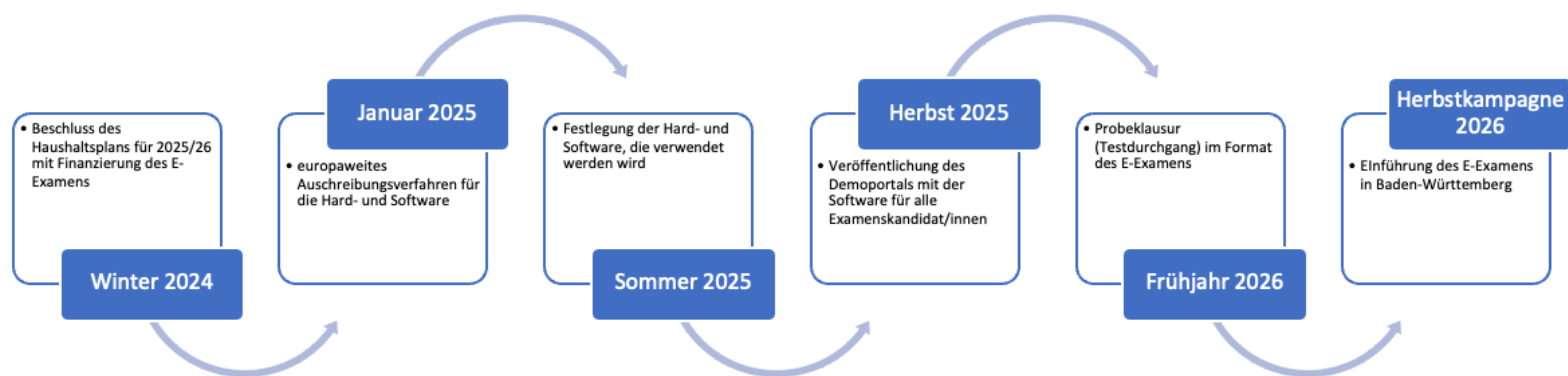 • Beschluss des
Haushaltsplans für 2025/26
mit Finanzierung des E-
Examens
Winter 2024
Januar 2025
• europaweites
Auschreibungsverfahren für
die Hard- und Software
• Festlegung der Hard- und
Software, die verwendet
werden wird
Sommer 2025
Herbst 2025
• Veröffentlichung des
Demoportals mit der
Software für alle
Examenskandidat/innen
• Probeklausur
(Testdurchgang) im Format
des E-Examens
Frühjahr 2026
Herbstkampagne
2026
• EInführung des E-Examens
in Baden-Württemberg